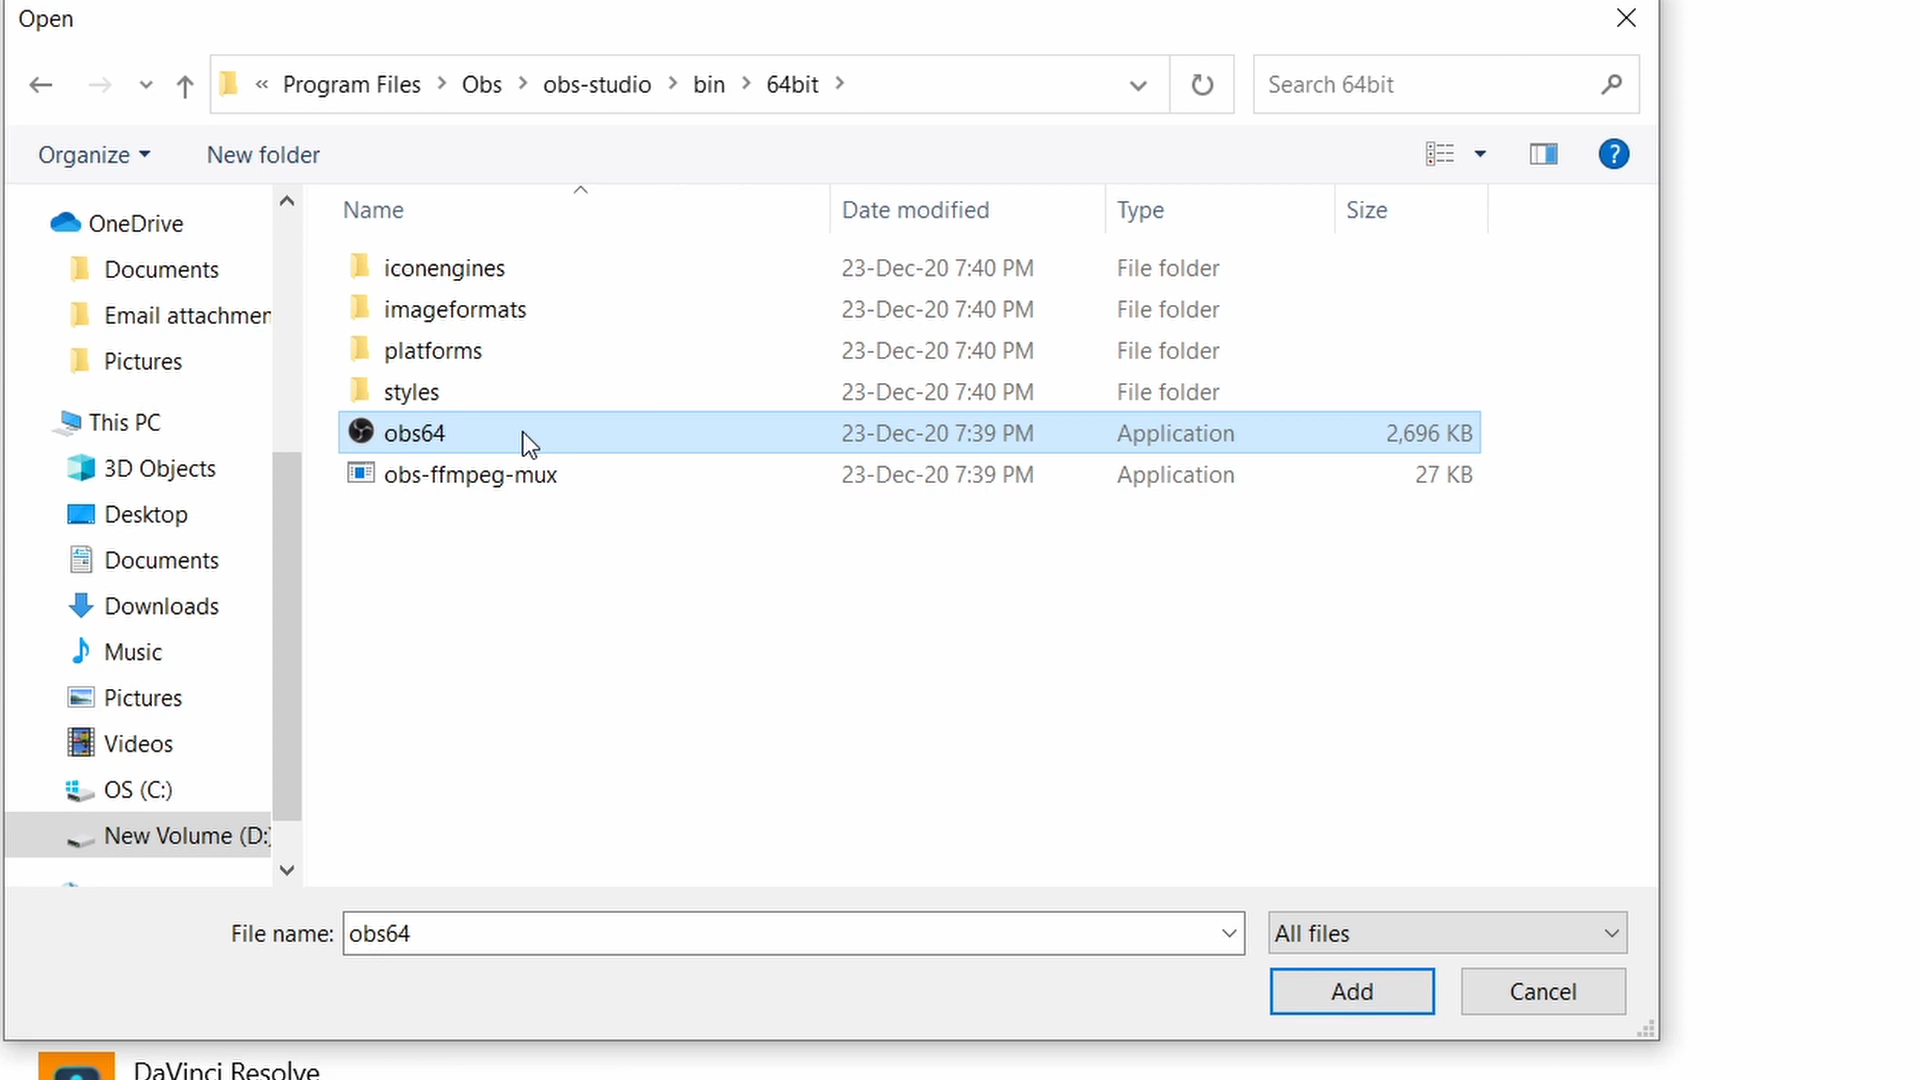 Open
« Program Files > Obs > obs-studio > bin > 64bit >
Search 64bit
Organize
New folder
?
Name
Date modified
Type
Size
OneDrive
Documents
Email attachmen
Pictures
This PC
3D Objects
Desktop
Documents
Downloads
Music
Pictures
Videos
OS (C:)
New Volume (D:)
iconengines 23-Dec-20 7:40 PM File folder
imageformats 23-Dec-20 7:40 PM File folder
platforms 23-Dec-20 7:40 PM File folder
styles 23-Dec-20 7:40 PM File folder
obs64 23-Dec-20 7:39 PM Application 2,696 KB
obs-ffmpeg-mux 23-Dec-20 7:39 PM Application 27 KB
File name: obs64
All files
Add
Cancel
DaVinci Resolve